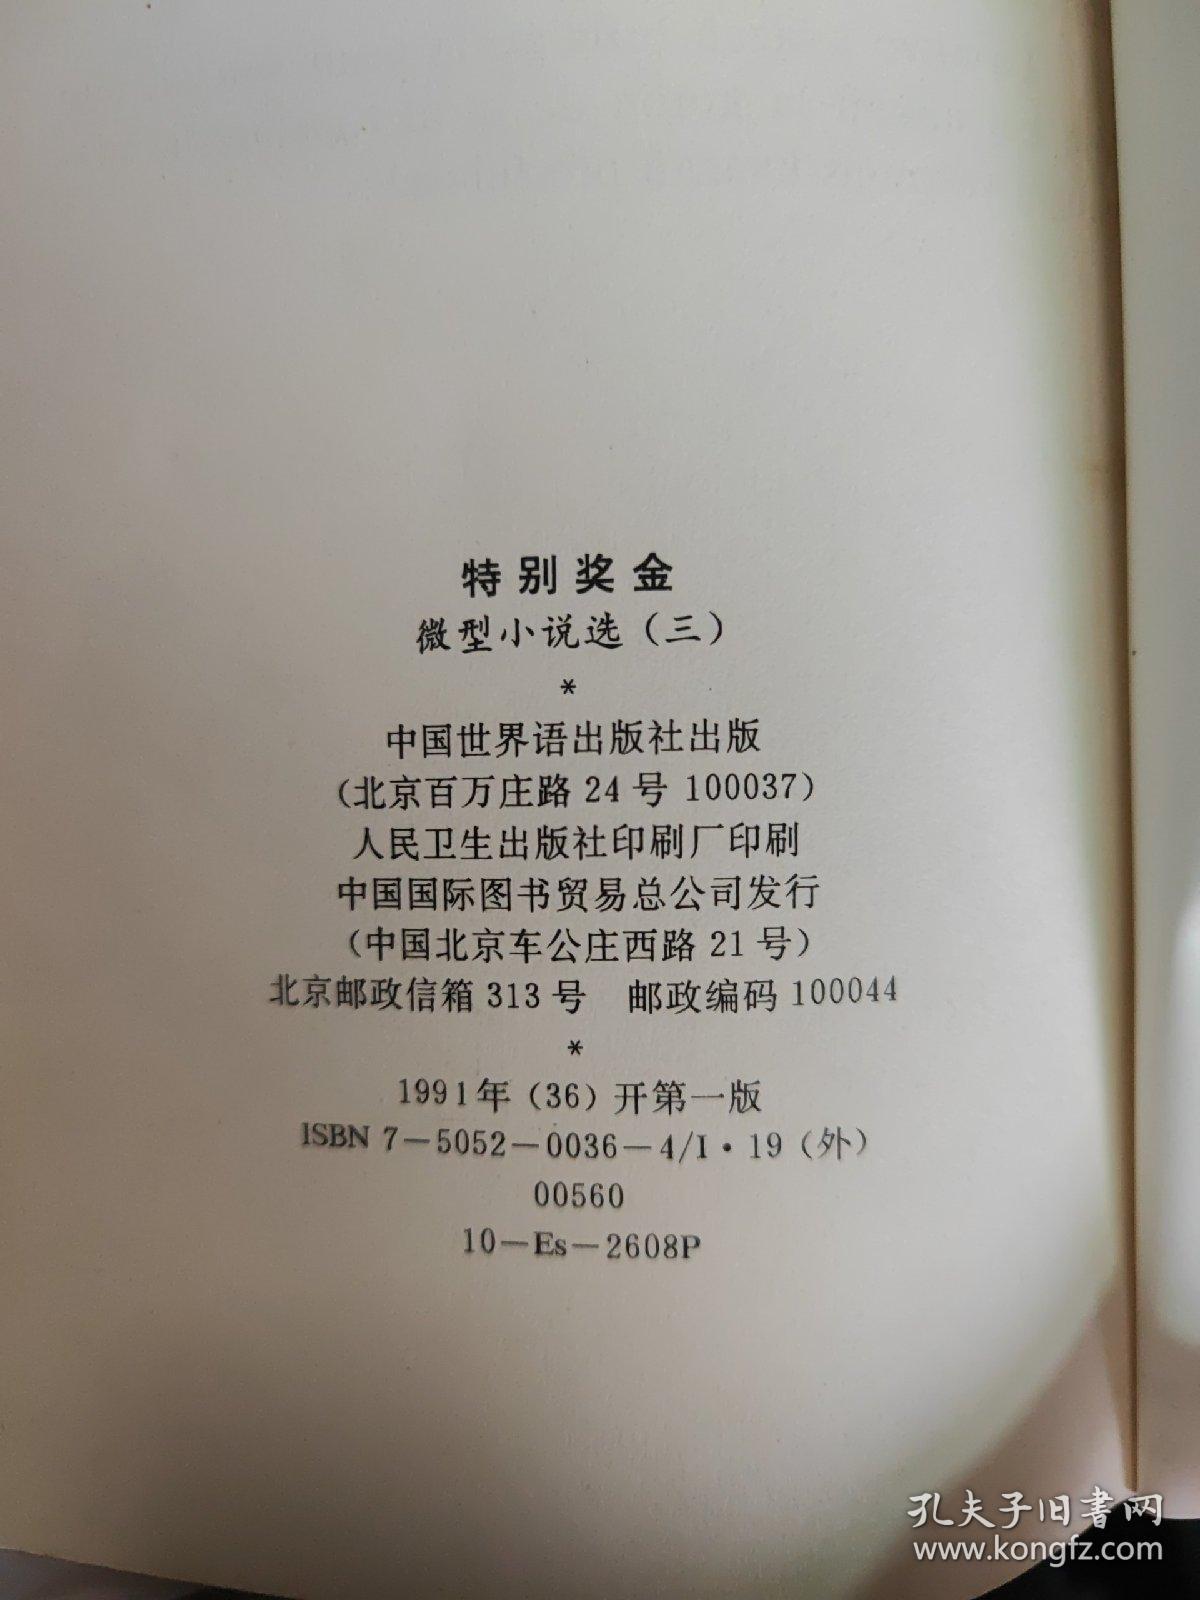 特别奖金
微型小说选（三）
*
中国世界语出版社出版
（北京百万庄路 24 号 100037）
人民卫生出版社印刷厂印刷
中国国际图书贸易总公司发行
（中国北京车公庄西路 21 号）
北京邮政信箱 313 号 邮政编码 100044
*
1991 年（36）开第一版
ISBN 7－5052－0036－4/I·19（外）
00560
10－Es－2608P
孔夫子旧書网
www.kongfz.com